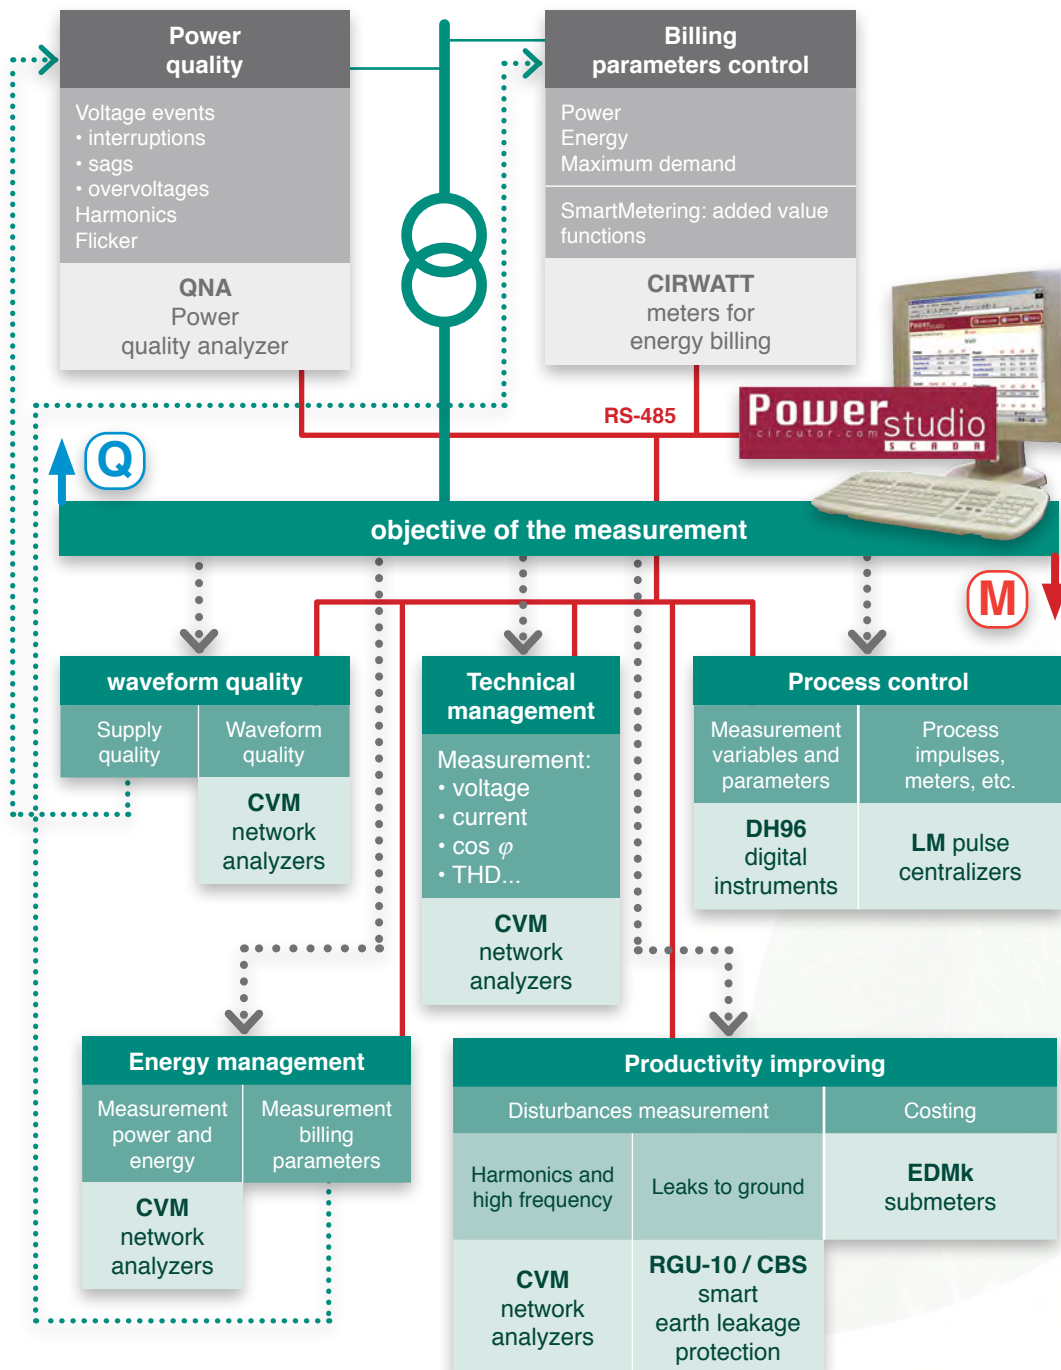 Power
quality
Voltage events
• interruptions
• sags
• overvoltages
Harmonics
Flicker
QNA
Power
quality analyzer
Billing
parameters control
Power
Energy
Maximum demand
SmartMetering: added value
functions
CIRWATT
meters for
energy billing
RS-485
Power studio
Powerstudio
.circutor.com
SCADA
Q
objective of the measurement
M
waveform quality
Supply
quality
Waveform
quality
CVM
network
analyzers
Technical
management
Measurement:
• voltage
• current
• cos φ
• THD...
CVM
network
analyzers
Process control
Measurement
variables and
parameters
Process
impulses,
meters, etc.
DH96
digital
instruments
LM pulse
centralizers
Energy management
Measurement
power and
energy
Measurement
billing
parameters
CVM
network
analyzers
Productivity improving
Disturbances measurement
Costing
Harmonics and
high frequency
Leaks to ground
EDMk
submeters
CVM
network
analyzers
RGU-10 / CBS
smart
earth leakage
protection